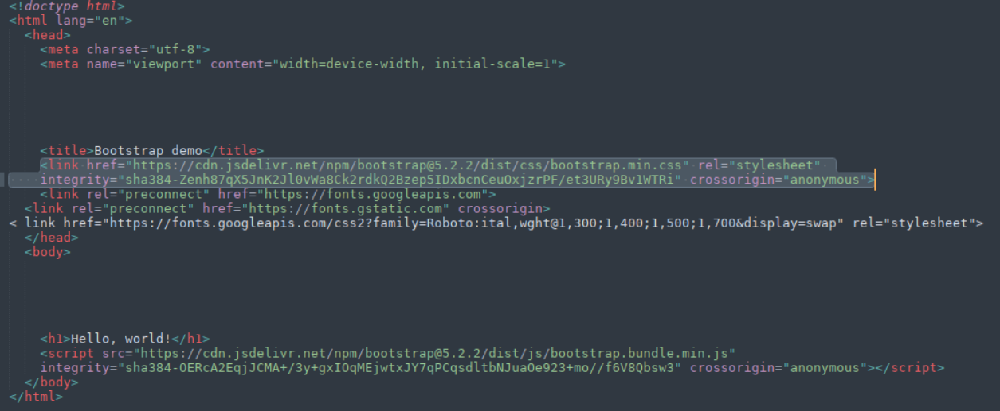 <!doctype html>
<html lang="en">
<head>
<meta charset="utf-8">
<meta name="viewport" content="width=device-width, initial-scale=1">
<title>Bootstrap demo</title>
<link href="https://cdn.jsdelivr.net/npm/bootstrap@5.2.2/dist/css/bootstrap.min.css" rel="stylesheet"
integrity="sha384-Zenh87qX5JnK2Jl0vWa8Ck2rdkQ2Bzep5IDxbcnCeuOxjzrPF/et3URy9Bv1WTRi" crossorigin="anonymous">
<link rel="preconnect" href="https://fonts.googleapis.com">
<link rel="preconnect" href="https://fonts.gstatic.com" crossorigin>
< link href="https://fonts.googleapis.com/css2?family=Roboto:ital,wght@1,300;1,400;1,500;1,700&display=swap" rel="stylesheet">
</head>
<body>
<h1>Hello, world!</h1>
<script src="https://cdn.jsdelivr.net/npm/bootstrap@5.2.2/dist/js/bootstrap.bundle.min.js"
integrity="sha384-OERcA2EqjJCMA+/3y+gxIOqMEjwtxJY7qPCqsdltbNJuaOe923+mo//f6V8Qbsw3" crossorigin="anonymous"></script>
</body>
</html>